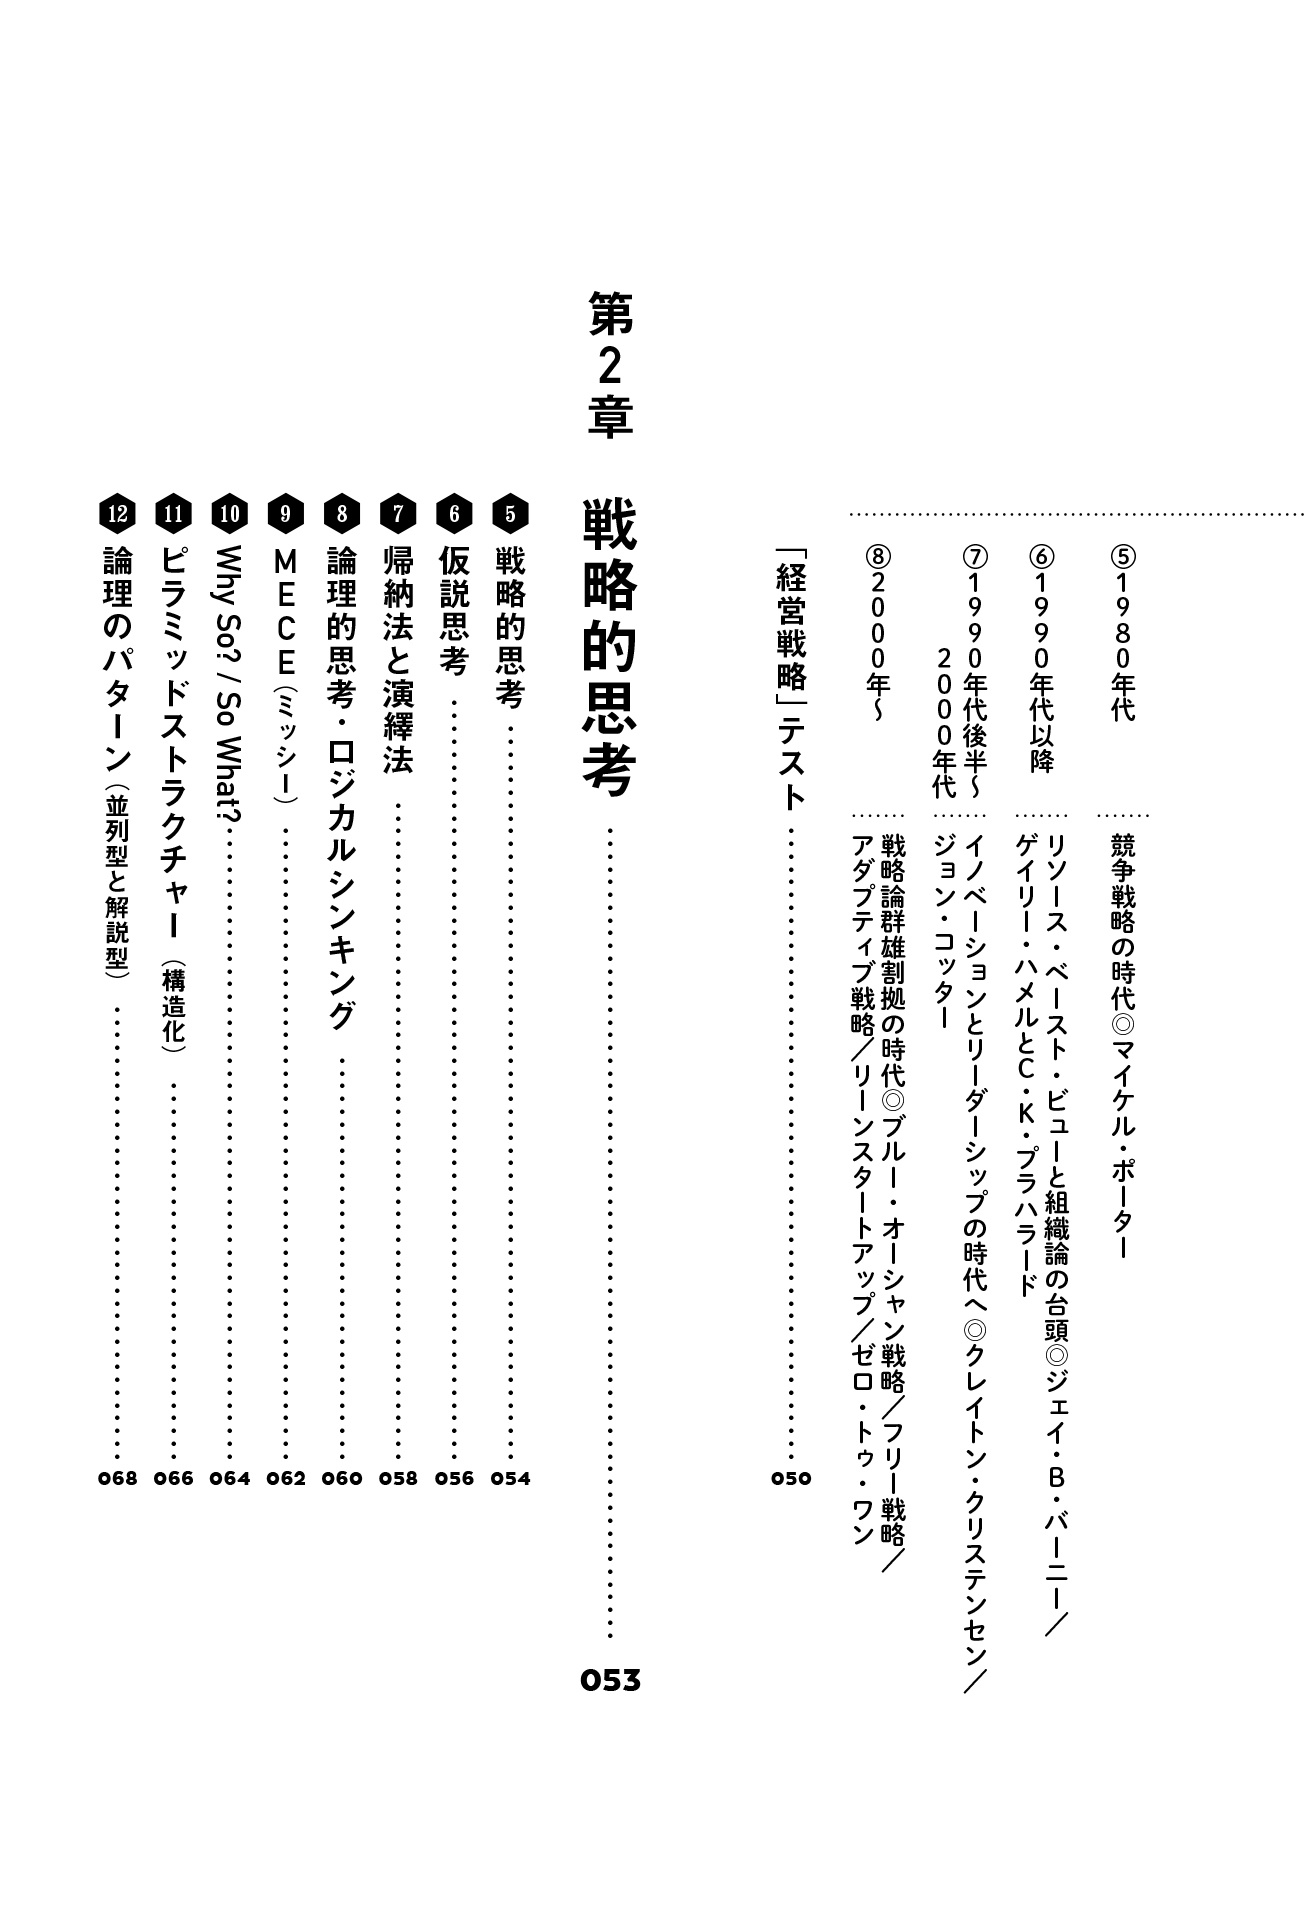 ⑤1980年代
競争戦略の時代◎マイケル・ポーター
⑥1990年代以降
リソース・ベースト・ビューと組織論の台頭◎ジェイ・B・バーニー／
ゲイリー・ハメルとC・K・プラハラード
⑦1990年代後半〜
2000年代
イノベーションとリーダーシップの時代へ◎クレイトン・クリステンセン／
ジョン・コッター
⑧2000年〜
戦略論群雄割拠の時代◎ブルー・オーシャン戦略／フリー戦略／
アダプティブ戦略／リーンスタートアップ／ゼロ・トゥ・ワン
「経営戦略」テスト 050
第2章 戦略的思考 053
5 戦略的思考 054
6 仮説思考 056
7 帰納法と演繹法 058
8 論理的思考・ロジカルシンキング 060
9 MECE（ミッシー） 062
10 Why So? / So What? 064
11 ピラミッドストラクチャー（構造化） 066
12 論理のパターン（並列型と解説型） 068